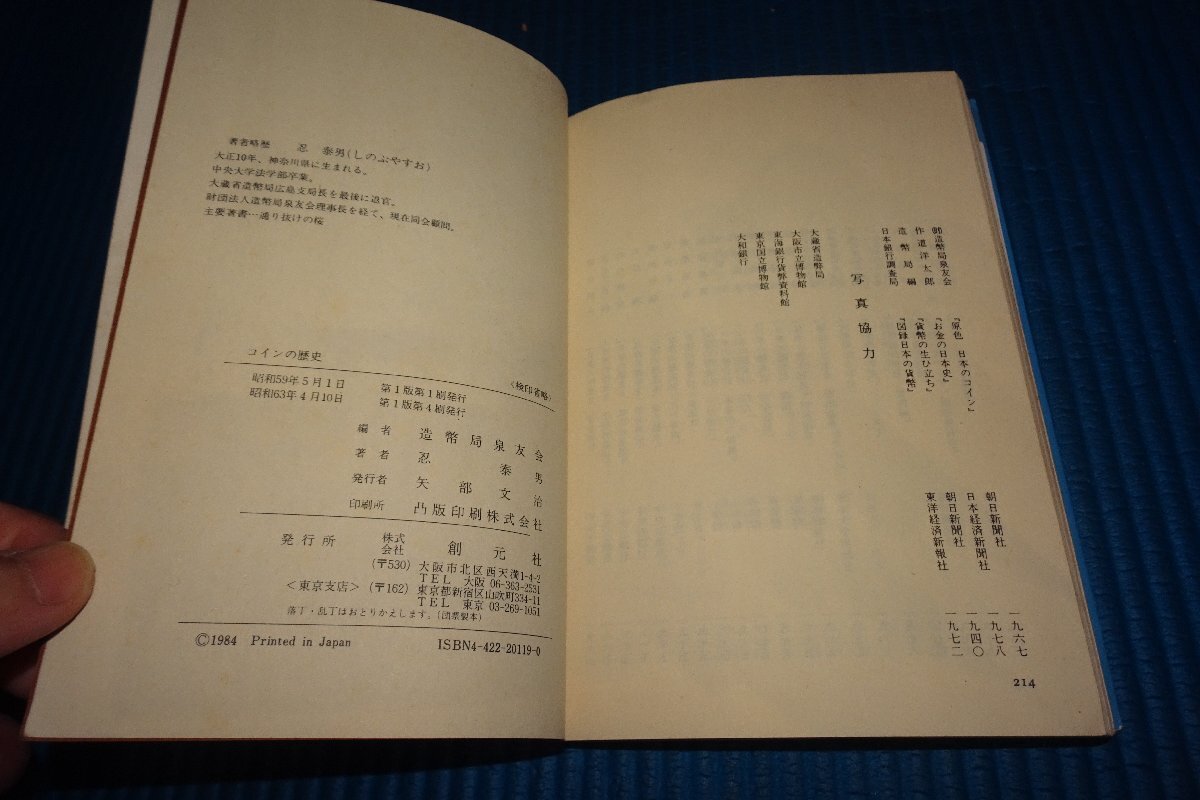 ㈶造幣局泉友会 『原色 日本のコイン』 朝日新聞社 一九六七
作道洋太郎 『お金の日本史』 日本経済新聞社 一九七八
造幣局編 『貨幣の生ひ立ち』 朝日新聞社 一九四〇
日本銀行調査局 『図録日本の貨幣』 東洋経済新報社 一九七二
写真協力
大蔵省造幣局
大阪市立博物館
東海銀行貨幣資料館
東京国立博物館
大和銀行
214
著者略歴 忍 泰男(しのぶやすお)
大正10年、神奈川県に生まれる。
中央大学法学部卒業。
大蔵省造幣局広島支局長を最後に退官。
財団法人造幣局泉友会理事長を経て、現在同会顧問。
主要著書…通り抜けの桜
コインの歴史
〈検印省略〉
昭和59年5月1日 第1版第1刷発行
昭和63年4月10日 第1版第4刷発行
編者 造幣局泉友会
著者 忍 泰男
発行者 矢部文治
印刷所 凸版印刷株式会社
発行所 株式会社 創元社
(〒530) 大阪市北区西天満1-4-2
TEL 大阪 06-363-2531
<東京支店> (〒162) 東京都新宿区山吹町334-11
TEL 東京 03-269-1051
落丁・乱丁はおとりかえします。(団栗製本)
©1984 Printed in Japan ISBN4-422-20119-0